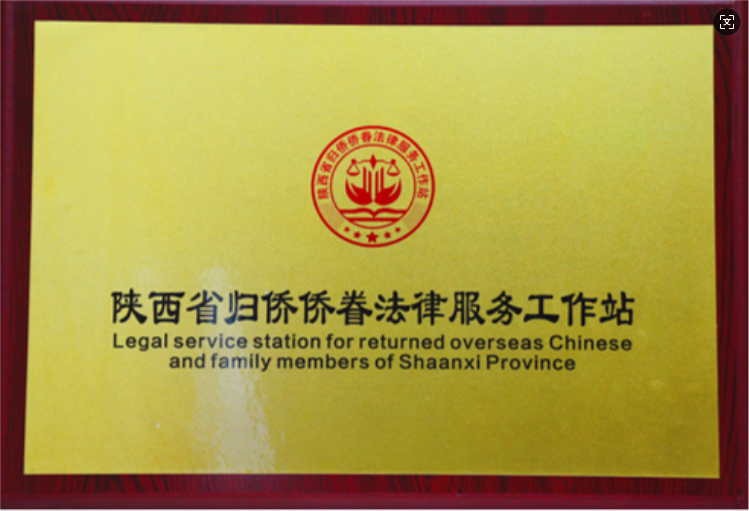 陕西省归侨侨眷法律服务工作站
陕西省归侨侨眷法律服务工作站
Legal service station for returned overseas Chinese
and family members of Shaanxi Province